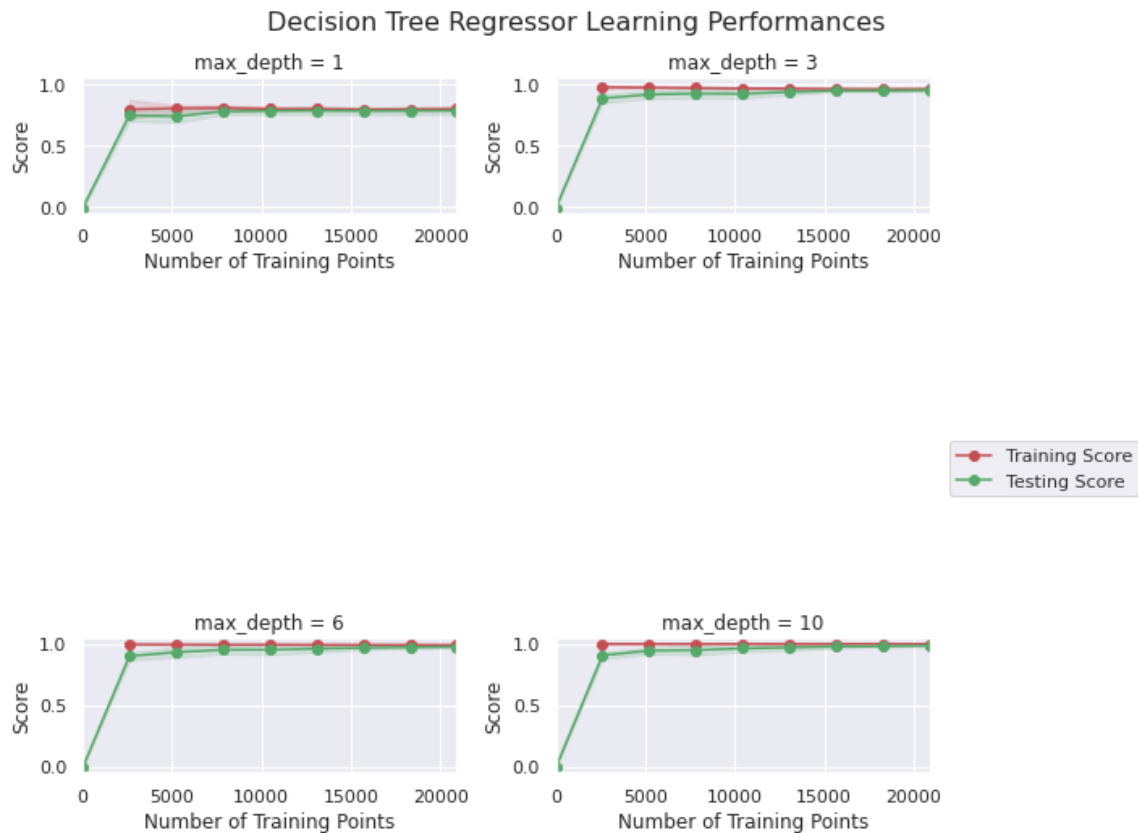 Decision Tree Regressor Learning Performances
max_depth = 1
1.0
0.5
0.0
Score
0 5000 10000 15000 20000
Number of Training Points
max_depth = 3
1.0
0.5
0.0
Score
0 5000 10000 15000 20000
Number of Training Points
Training Score
Testing Score
max_depth = 6
1.0
0.5
0.0
Score
0 5000 10000 15000 20000
Number of Training Points
max_depth = 10
1.0
0.5
0.0
Score
0 5000 10000 15000 20000
Number of Training Points